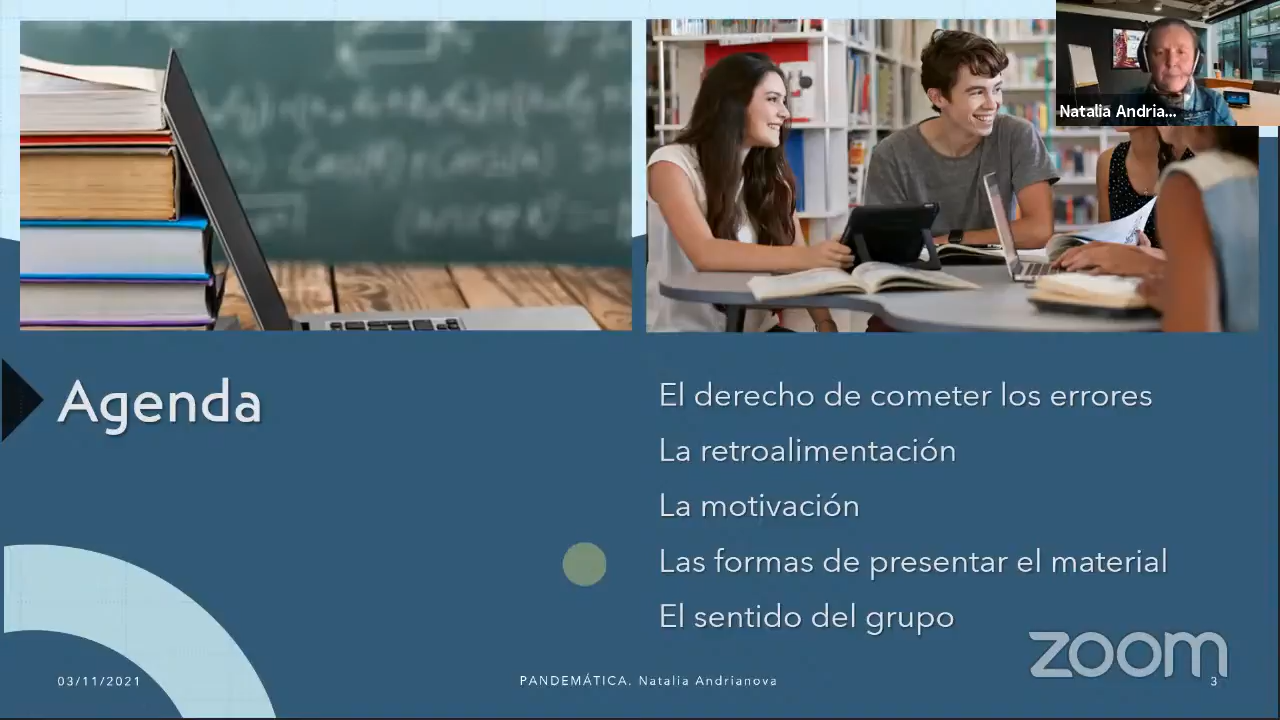 Natalia Andria...
Agenda
El derecho de cometer los errores
La retroalimentación
La motivación
Las formas de presentar el material
El sentido del grupo
zoom
03/11/2021
PANDEMÁTICA. Natalia Andrianova
3